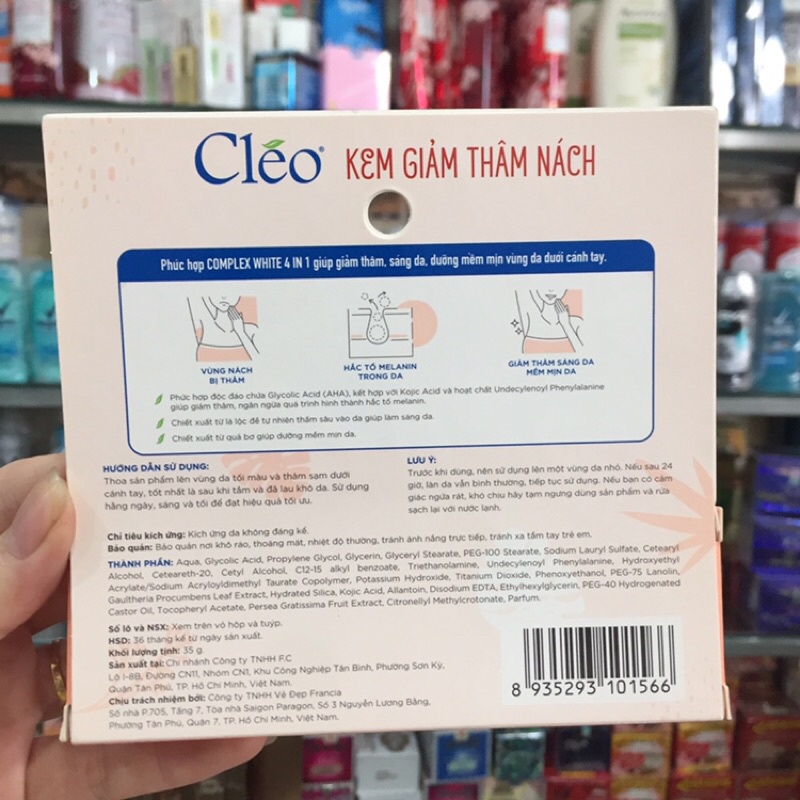 Cléo® KEM GIẢM THÂM NÁCH
Phức hợp COMPLEX WHITE 4 IN 1 giúp giảm thâm, sáng da, dưỡng mềm mịn vùng da dưới cánh tay.
VÙNG NÁCH
BỊ THÂM
HẮC TỐ MELANIN
TRONG DA
GIẢM THÂM SÁNG DA
MỀM MỊN DA
Phức hợp độc đáo chứa Glycolic Acid (AHA), kết hợp với Kojic Acid và hoạt chất Undecylenoyl Phenylalanine
giúp giảm thâm, ngăn ngừa quá trình hình thành hắc tố melanin.
Chiết xuất từ lá lộc đề tự nhiên thấm sâu vào da giúp làm sáng da.
Chiết xuất từ quả bơ giúp dưỡng mềm mịn da.
HƯỚNG DẪN SỬ DỤNG:
Thoa sản phẩm lên vùng da tối màu và thâm sạm dưới
cánh tay, tốt nhất là sau khi tắm và đã lau khô da. Sử dụng
hằng ngày, sáng và tối để đạt hiệu quả tối ưu.
LƯU Ý:
Trước khi dùng, nên sử dụng lên một vùng da nhỏ. Nếu sau 24
giờ, làn da vẫn bình thường, tiếp tục sử dụng. Nếu bạn có cảm
giác ngứa rát, khó chịu hãy tạm ngưng dùng sản phẩm và rửa
sạch lại với nước lạnh.
Chỉ tiêu kích ứng: Kích ứng da không đáng kể.
Bảo quản: Bảo quản nơi khô ráo, thoáng mát, nhiệt độ thường, tránh ánh nắng trực tiếp, tránh xa tầm tay trẻ em.
THÀNH PHẦN: Aqua, Glycolic Acid, Propylene Glycol, Glycerin, Glyceryl Stearate, PEG-100 Stearate, Sodium Lauryl Sulfate, Cetearyl
Alcohol, Ceteareth-20, Cetyl Alcohol, C12-15 alkyl benzoate, Triethanolamine, Undecylenoyl Phenylalanine, Hydroxyethyl
Acrylate/Sodium Acryloyldimethyl Taurate Copolymer, Potassium Hydroxide, Titanium Dioxide, Phenoxyethanol, PEG-75 Lanolin,
Gaultheria Procumbens Leaf Extract, Hydrated Silica, Kojic Acid, Allantoin, Disodium EDTA, Ethylhexylglycerin, PEG-40 Hydrogenated
Castor Oil, Tocopheryl Acetate, Persea Gratissima Fruit Extract, Citronellyl Methylcrotonate, Parfum.
Số lô và NSX: Xem trên vỏ hộp và tuýp.
HSD: 36 tháng kể từ ngày sản xuất.
Khối lượng tịnh: 35 g.
Sản xuất tại: Chi nhánh Công ty TNHH F.C
Lô I-8B, Đường CN11, Nhóm CN1, Khu Công Nghiệp Tân Bình, Phường Sơn Kỳ,
Quận Tân Phú, TP. Hồ Chí Minh, Việt Nam.
Chịu trách nhiệm bởi: Công ty TNHH Vẻ Đẹp Francia
Số nhà P.705, Tầng 7, Tòa nhà Saigon Paragon, Số 3 Nguyễn Lương Bằng,
Phường Tân Phú, Quận 7, TP. Hồ Chí Minh, Việt Nam.
8 935293 101566